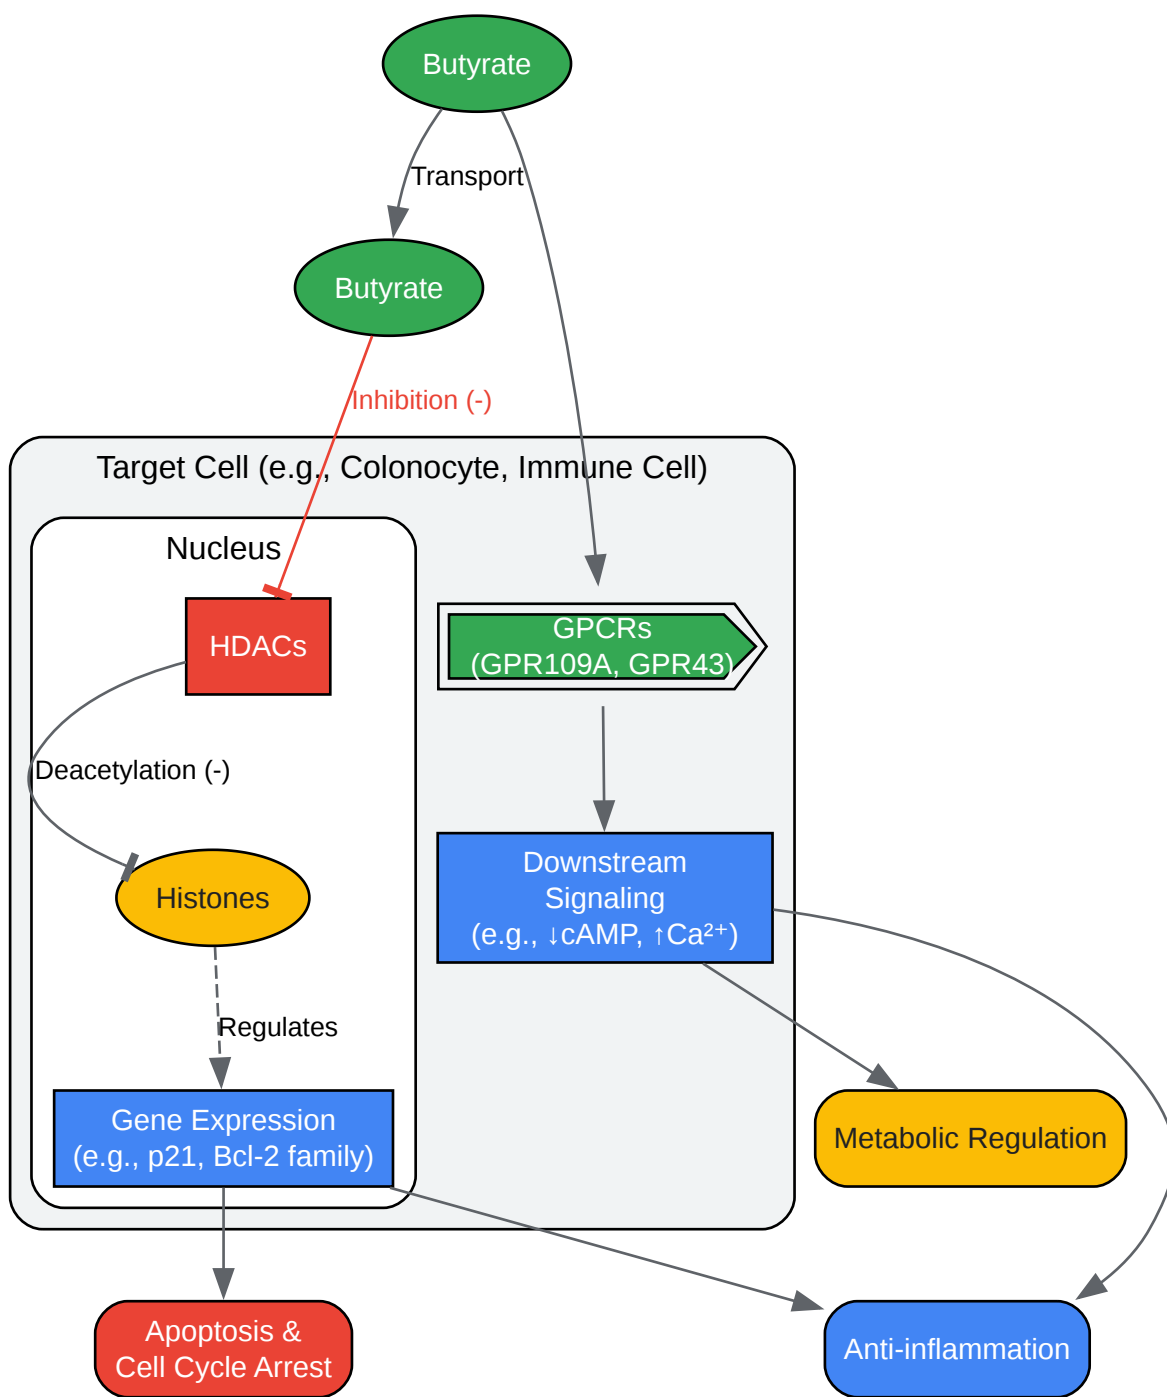 Butyrate
Transport
Butyrate
Inhibition (-)
Target Cell (e.g., Colonocyte, Immune Cell)
Nucleus
HDACs
GPCRs
(GPR109A, GPR43)
Deacetylation (-)
Downstream
Signaling
(e.g., ↓cAMP, ↑Ca²⁺)
Histones
Regulates
Gene Expression
(e.g., p21, Bcl-2 family)
Metabolic Regulation
Apoptosis &
Cell Cycle Arrest
Anti-inflammation